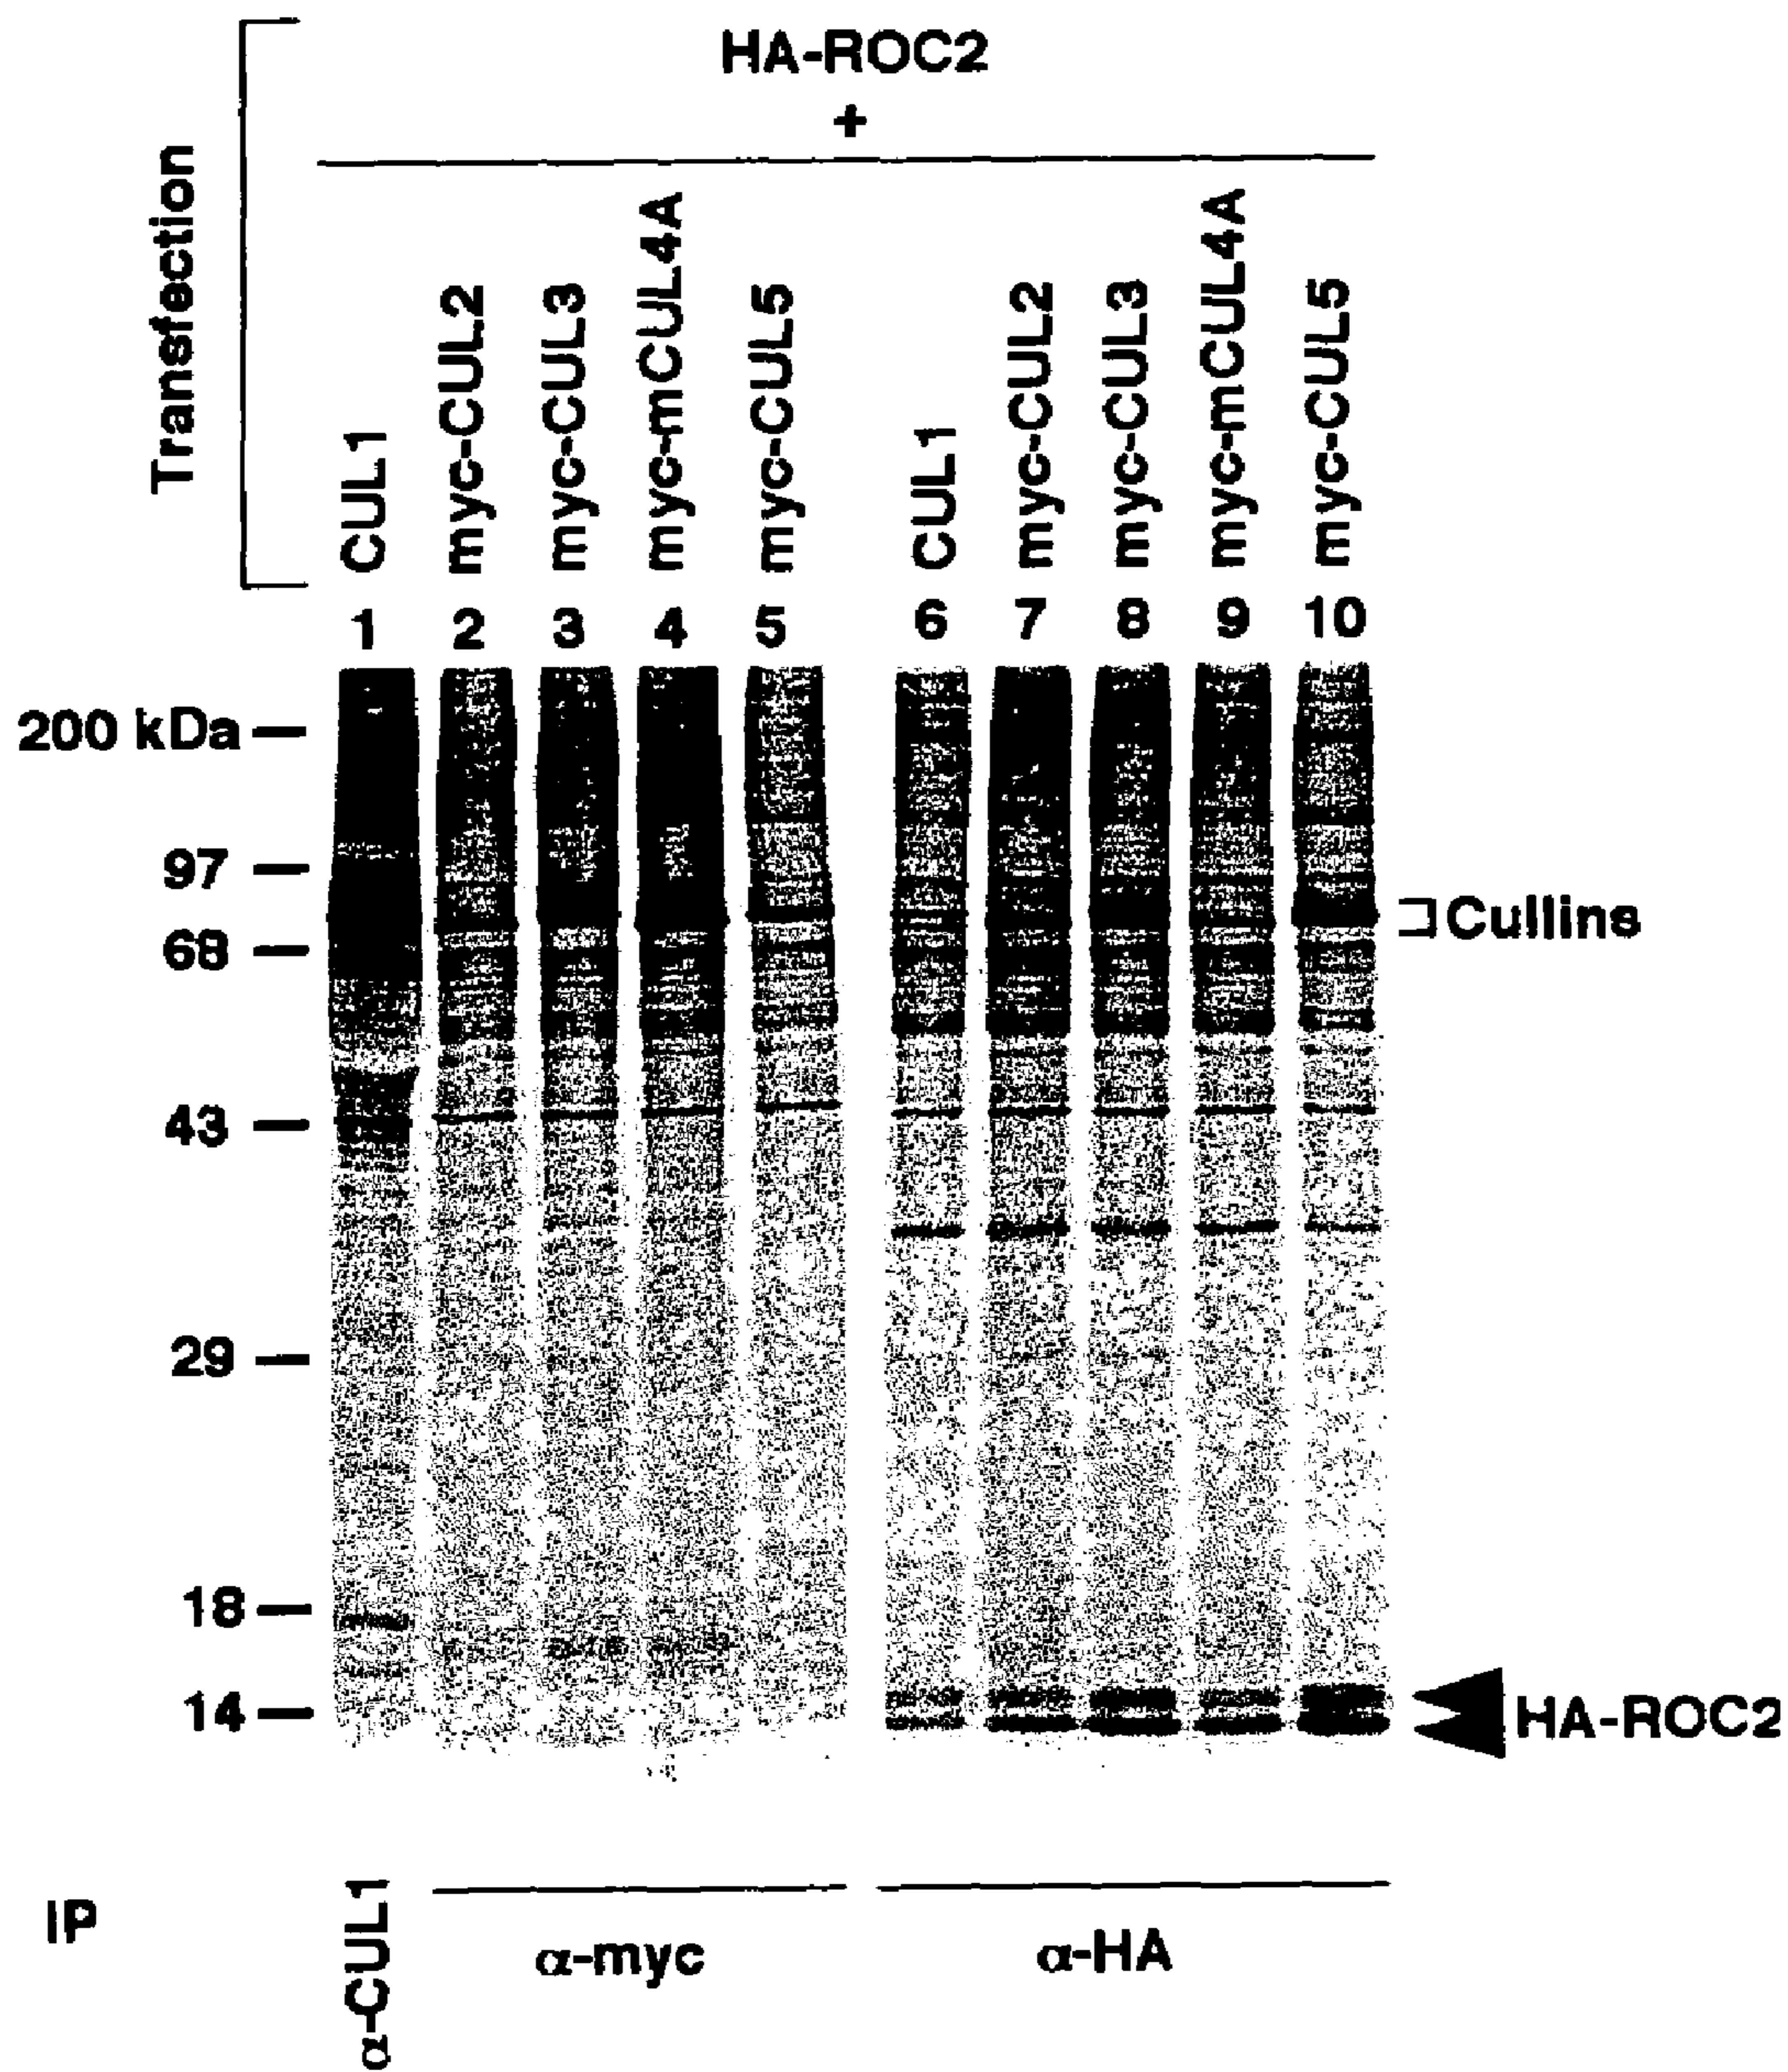 HA-ROC2
+
Transfection
CUL1
myc-CUL2
myc-CUL3
myc-mCUL4A
myc-CUL5
CUL1
myc-CUL2
myc-CUL3
myc-mCUL4A
myc-CUL5
1 2 3 4 5 6 7 8 9 10
200 kDa
97
Cullins
68
43
29
18
14
HA-ROC2
IP
α-CUL1
α-myc
α-HA